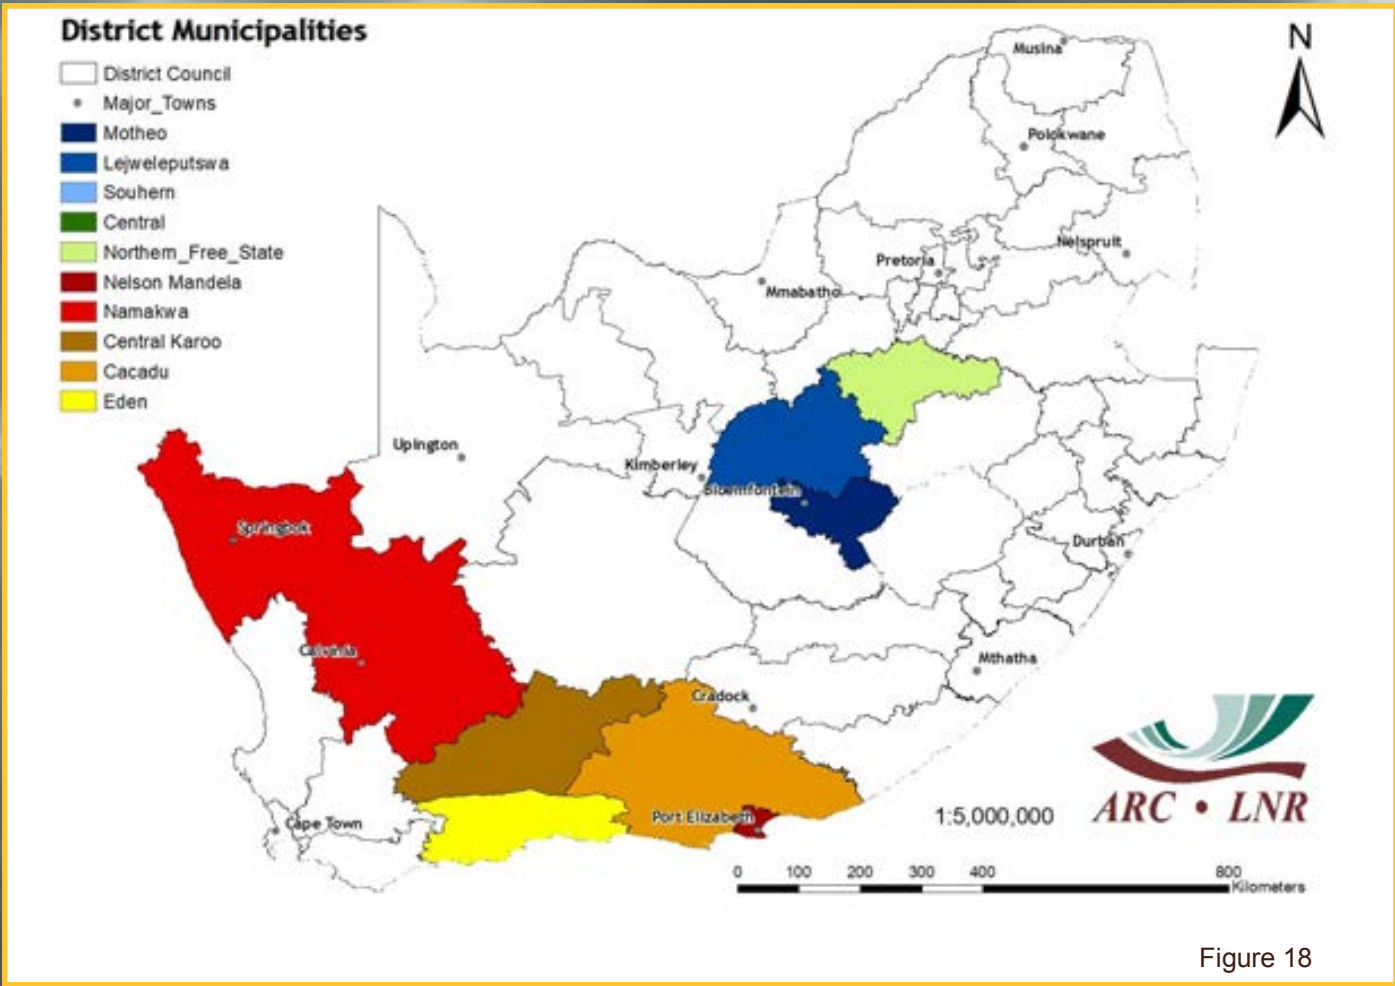 District Municipalities
District Council
Major_Towns
Motheo
Lejweleputswa
Souhern
Central
Northern_Free_State
Nelson Mandela
Namakwa
Central Karoo
Cacadu
Eden
N
Musina
Polokwane
Nelspruit
Pretoria
Mmabatho
Upington
Kimberley
Bloemfontein
Springbok
Durban
Calvinia
Mthatha
Cradock
Port Elizabeth
Cape Town
1:5,000,000
ARC • LNR
0 100 200 300 400 800
Kilometers
Figure 18